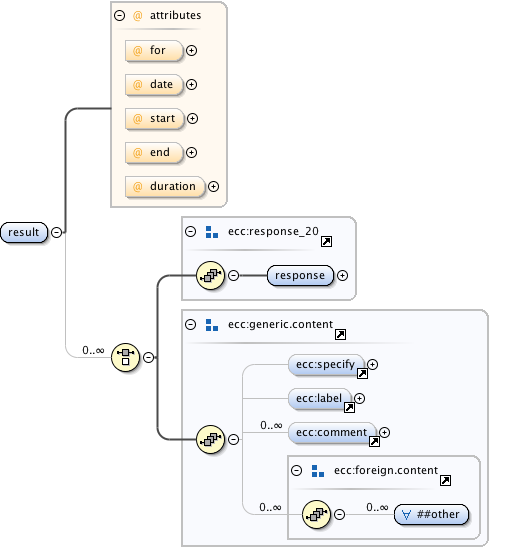 @ attributes
@ for
@ date
@ start
@ end
@ duration
result
ecc:response_20
response
0..∞
ecc:generic.content
ecc:specify
ecc:label
0..∞
ecc:comment
ecc:foreign.content
0..∞
0..∞
∀ ##other